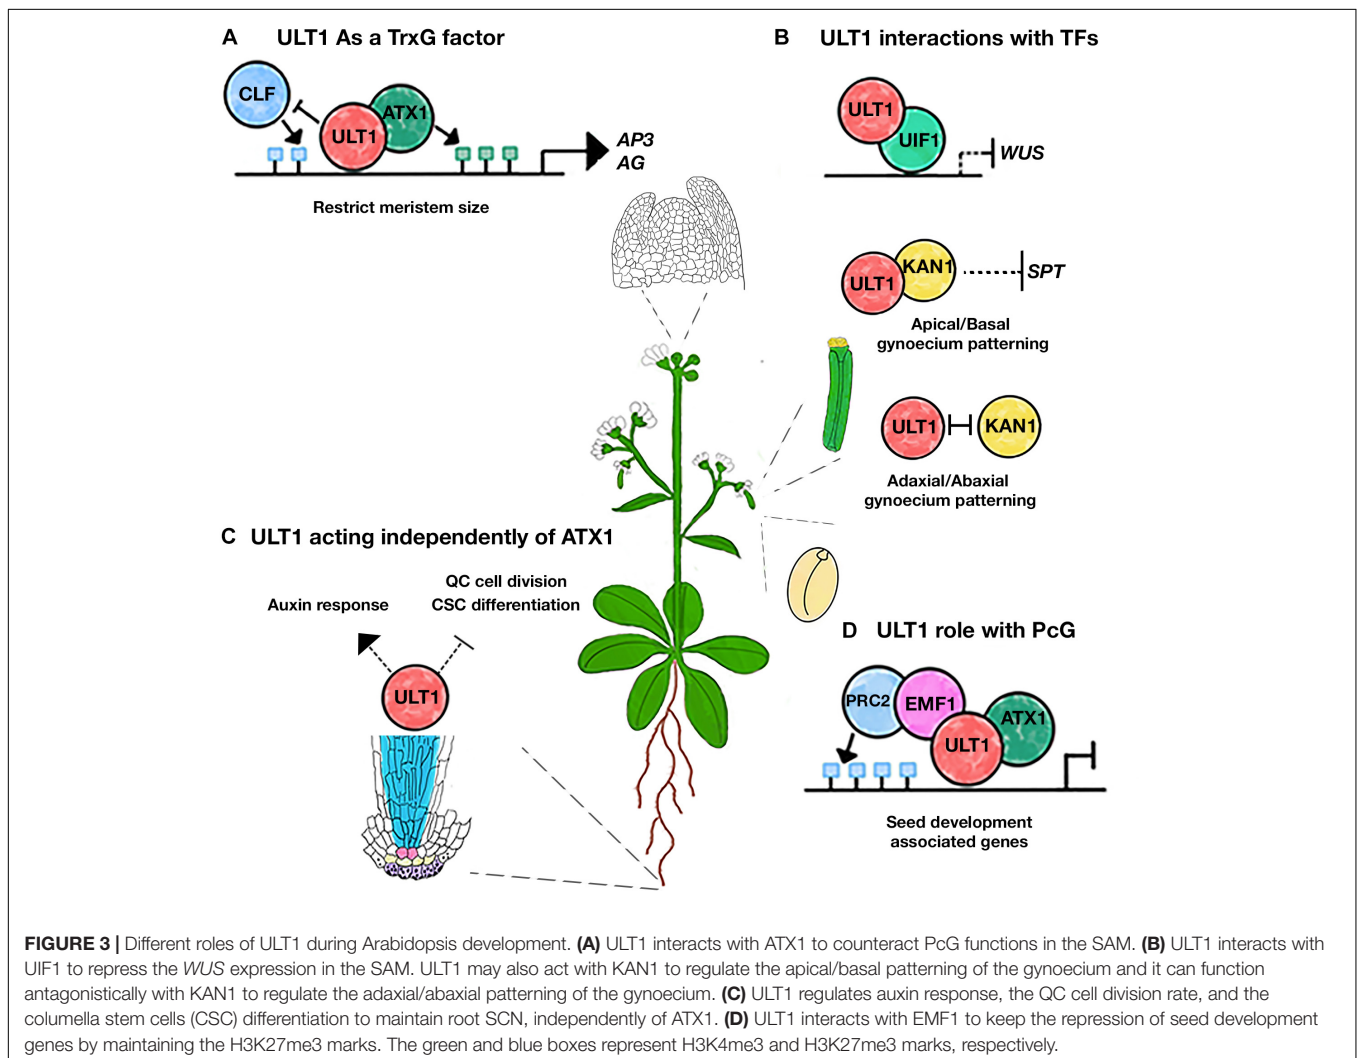 A ULT1 As a TrxG factor
CLF
ATX1
ULT1
AP3
AG
Restrict meristem size
B ULT1 interactions with TFs
ULT1
UIF1
WUS
KAN1
ULT1
SPT
Apical/Basal
gynoecium patterning
ULT1
KAN1
Adaxial/Abaxial
gynoecium patterning
C ULT1 acting independently of ATX1
QC cell division
Auxin response
CSC differentiation
ULT1
D ULT1 role with PcG
PRC2
EMF1
ATX1
ULT1
Seed development
associated genes
FIGURE 3 | Different roles of ULT1 during Arabidopsis development. (A) ULT1 interacts with ATX1 to counteract PcG functions in the SAM. (B) ULT1 interacts with
UIF1 to repress the WUS expression in the SAM. ULT1 may also act with KAN1 to regulate the apical/basal patterning of the gynoecium and it can function
antagonistically with KAN1 to regulate the adaxial/abaxial patterning of the gynoecium. (C) ULT1 regulates auxin response, the QC cell division rate, and the
columella stem cells (CSC) differentiation to maintain root SCN, independently of ATX1. (D) ULT1 interacts with EMF1 to keep the repression of seed development
genes by maintaining the H3K27me3 marks. The green and blue boxes represent H3K4me3 and H3K27me3 marks, respectively.